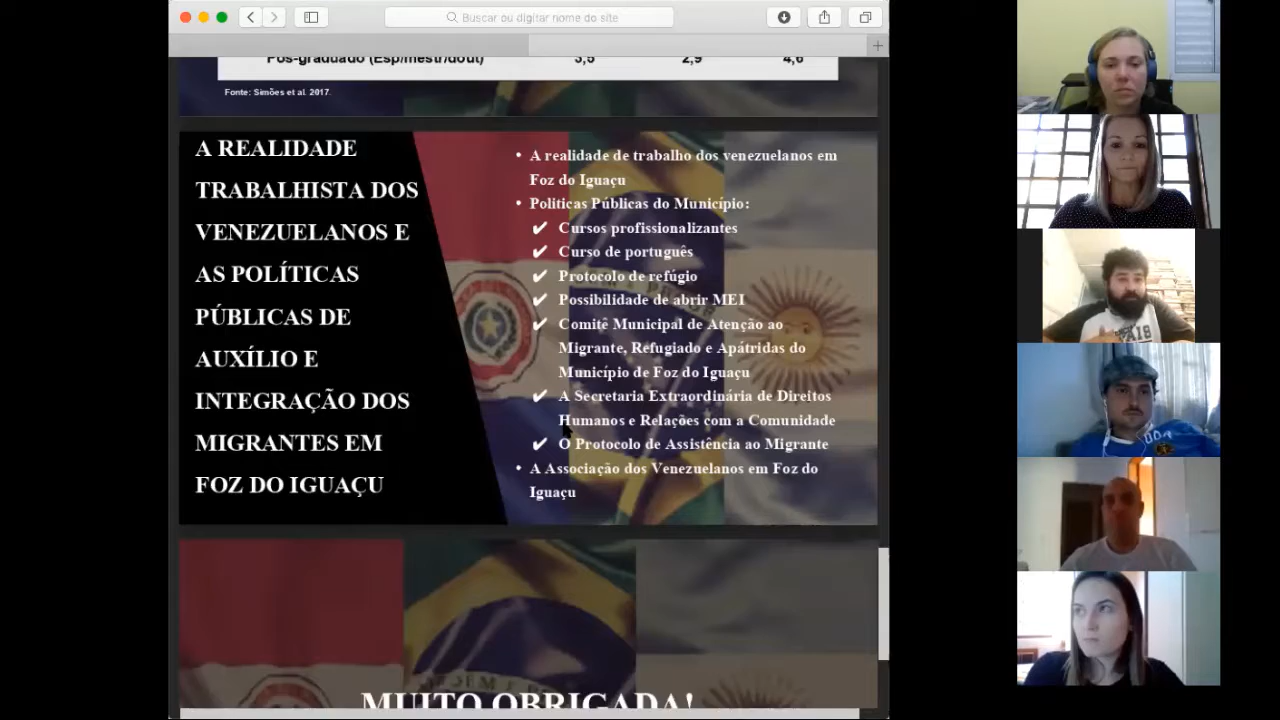 Buscar ou digitar nome do site
Pós-graduado (Esp/mestr/dout) 3,5 2,9 4,6
Fonte: Simões et al. 2017.
A REALIDADE
TRABALHISTA DOS
VENEZUELANOS E
AS POLÍTICAS
PÚBLICAS DE
AUXÍLIO E
INTEGRAÇÃO DOS
MIGRANTES EM
FOZ DO IGUAÇU
• A realidade de trabalho dos venezuelanos em
Foz do Iguaçu
• Politicas Públicas do Município:
✔ Cursos profissionalizantes
✔ Curso de português
✔ Protocolo de refúgio
✔ Possibilidade de abrir MEI
✔ Comitê Municipal de Atenção ao
Migrante, Refugiado e Apátridas do
Município de Foz do Iguaçu
✔ A Secretaria Extraordinária de Direitos
Humanos e Relações com a Comunidade
✔ O Protocolo de Assistência ao Migrante
• A Associação dos Venezuelanos em Foz do
Iguaçu
MUITO OBRIGADA!